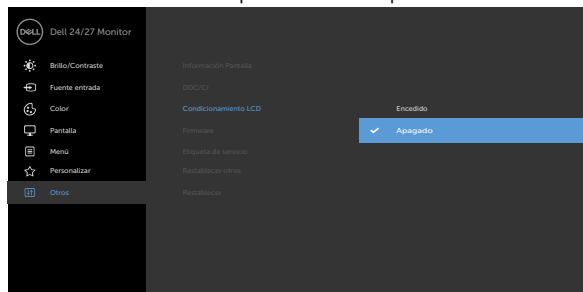 DELL Dell 24/27 Monitor
Brillo/Contraste
Fuente entrada
Color
Pantalla
Menú
Personalizar
Otros
Información Pantalla
DDC/CI
Condicionamiento LCD
Firmware
Etiqueta de servicio
Restablecer otros
Restablecer
Encedido
Apagado